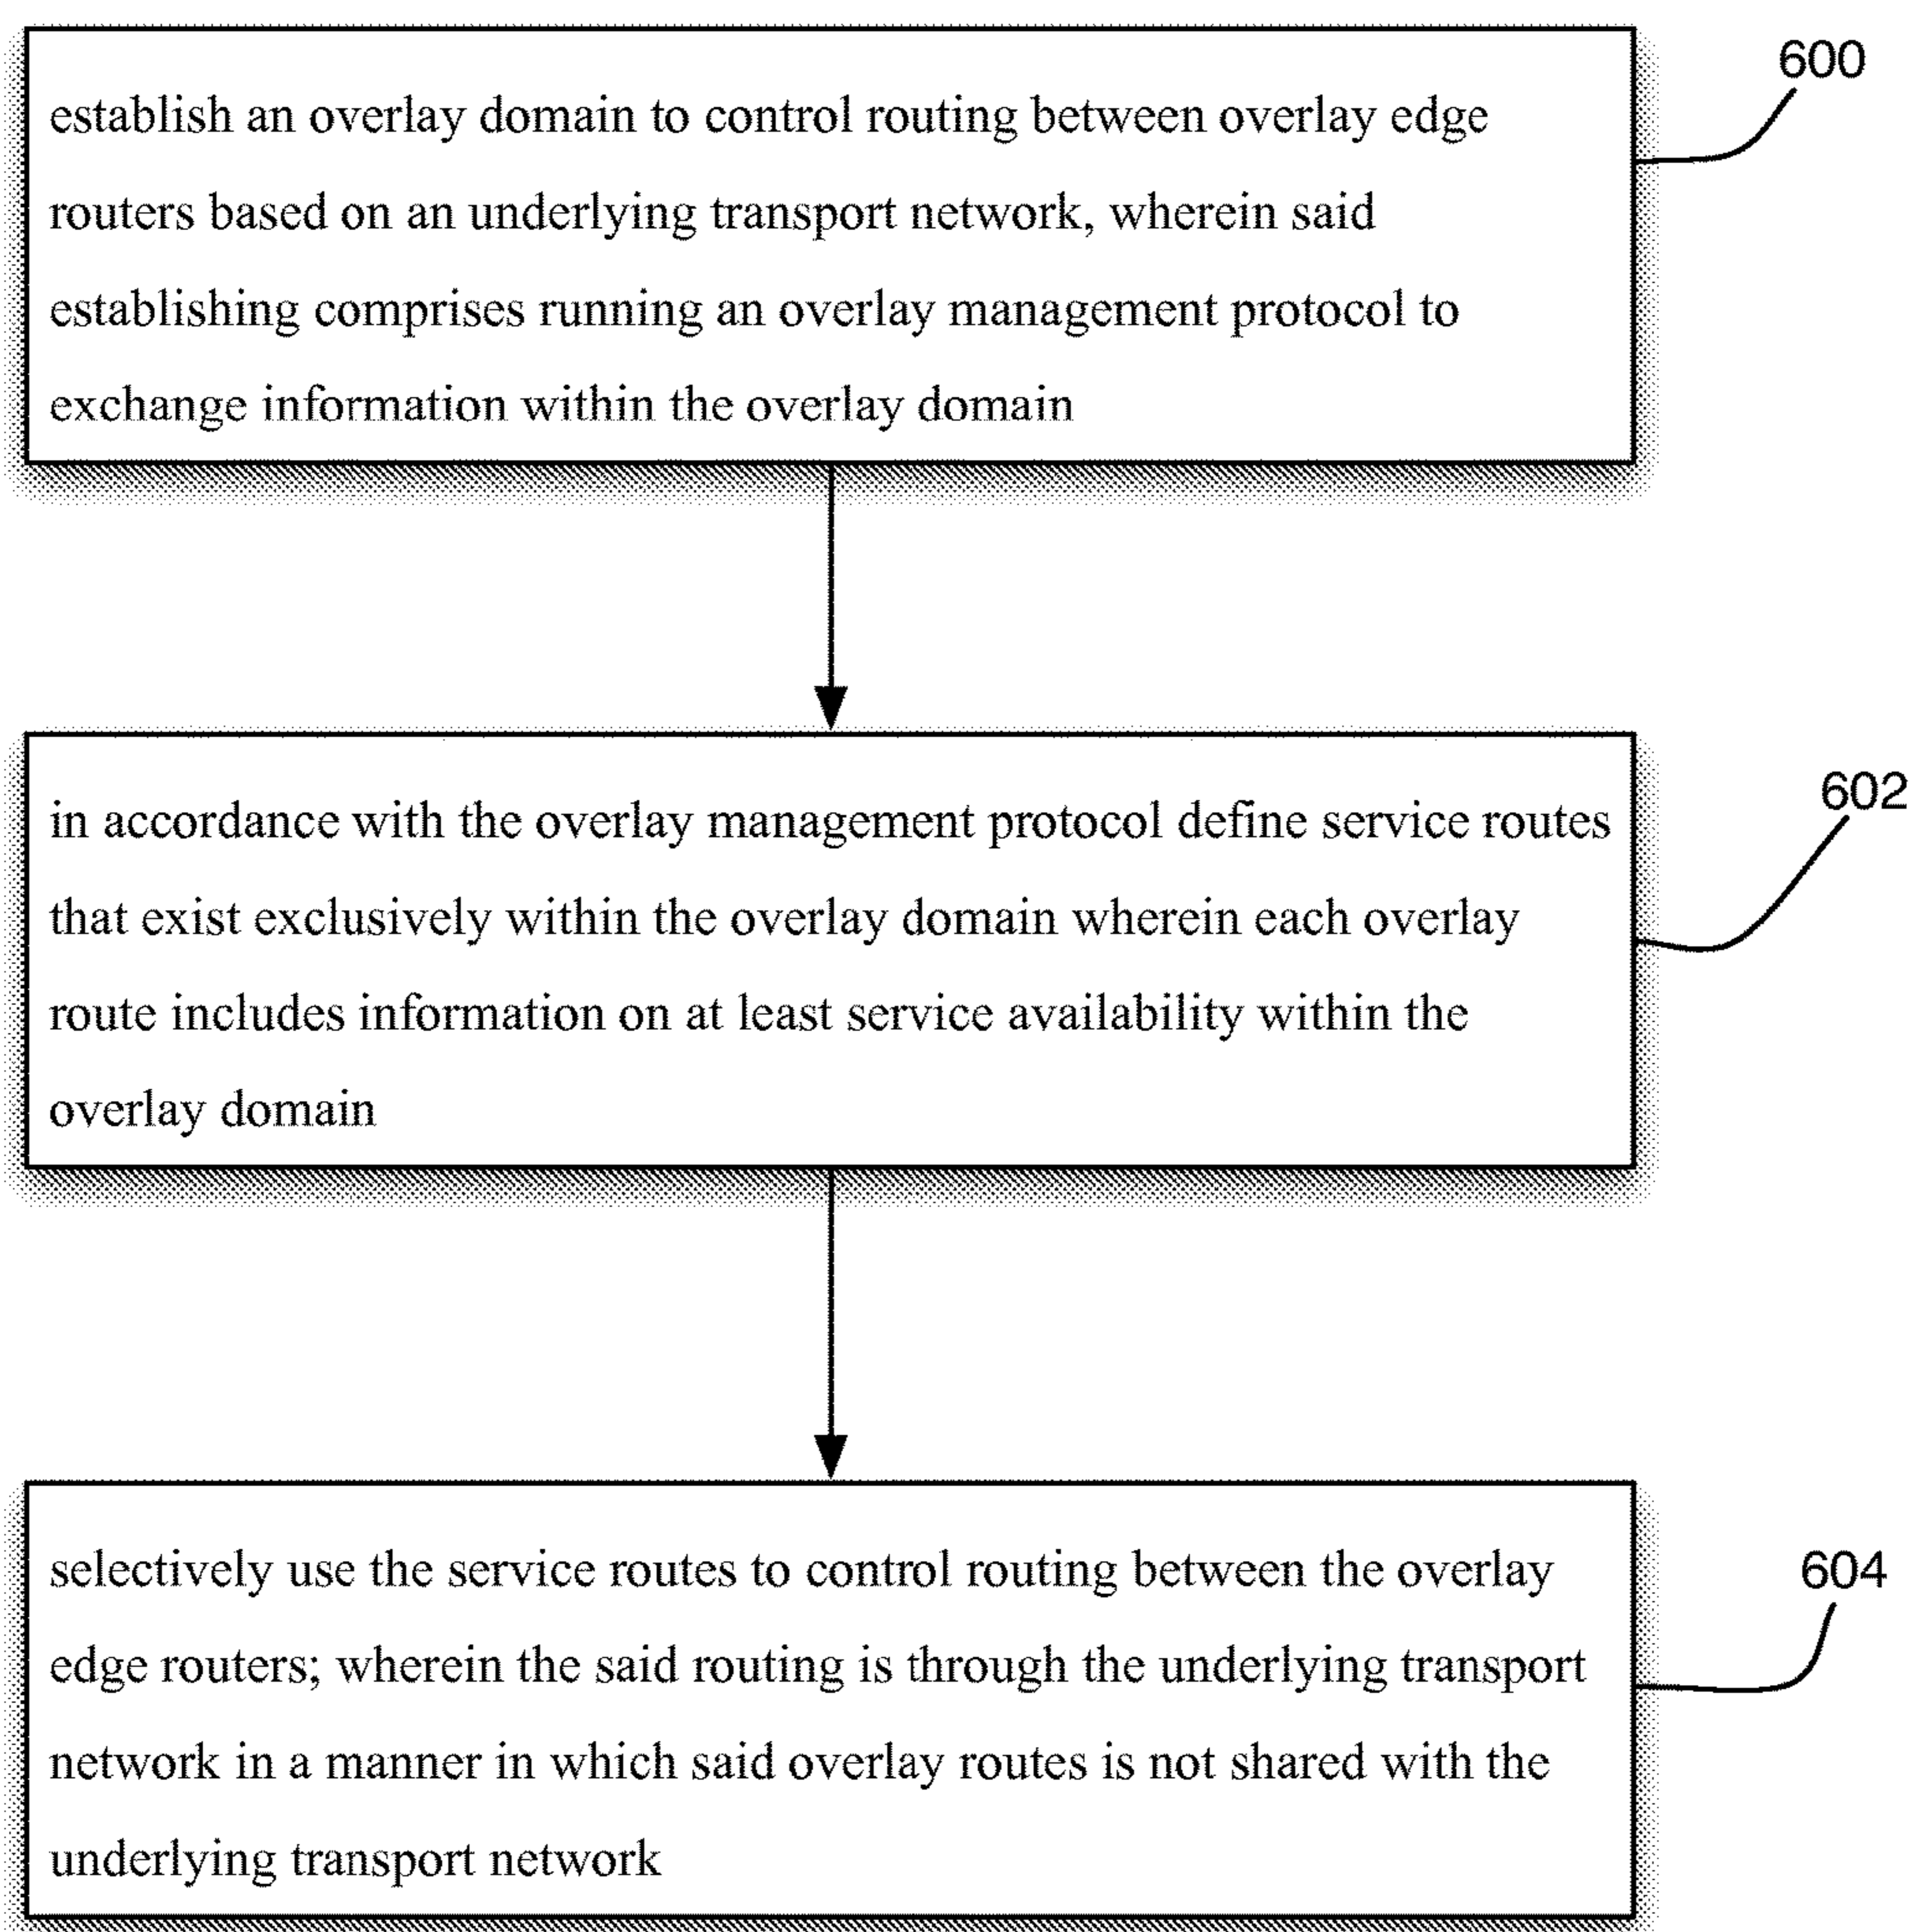 600
establish an overlay domain to control routing between overlay edge
routers based on an underlying transport network, wherein said
establishing comprises running an overlay management protocol to
exchange information within the overlay domain
602
in accordance with the overlay management protocol define service routes
that exist exclusively within the overlay domain wherein each overlay
route includes information on at least service availability within the
overlay domain
604
selectively use the service routes to control routing between the overlay
edge routers; wherein the said routing is through the underlying transport
network in a manner in which said overlay routes is not shared with the
underlying transport network